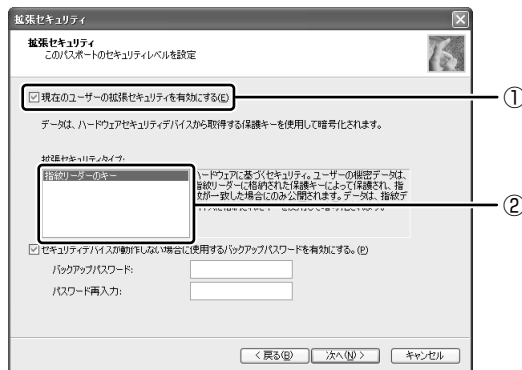 拡張セキュリティ
拡張セキュリティ
このパスポートのセキュリティレベルを設定
現在のユーザーの拡張セキュリティを有効にする(E)
①
データは、ハードウェアセキュリティデバイスから取得する保護キーを使用して暗号化されます。
拡張セキュリティタイプ:
指紋リーダーのキー
ハードウェアに基づくセキュリティ。ユーザーの機密データは、
指紋リーダーに格納された保護キーによって保護され、指
紋が一致した場合にのみ公開されます。データは、指紋デ
②
セキュリティデバイスが動作しない場合に使用するバックアップパスワードを有効にする。(P)
バックアップパスワード:
パスワード再入力:
< 戻る(B) 次へ(N) > キャンセル